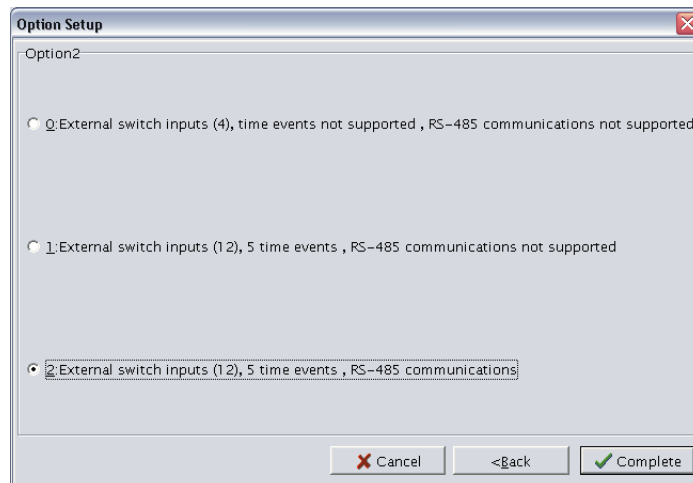 Option Setup
Option2
0:External switch inputs (4), time events not supported , RS-485 communications not supported
1:External switch inputs (12), 5 time events , RS-485 communications not supported
2:External switch inputs (12), 5 time events , RS-485 communications
Cancel
<Back
Complete